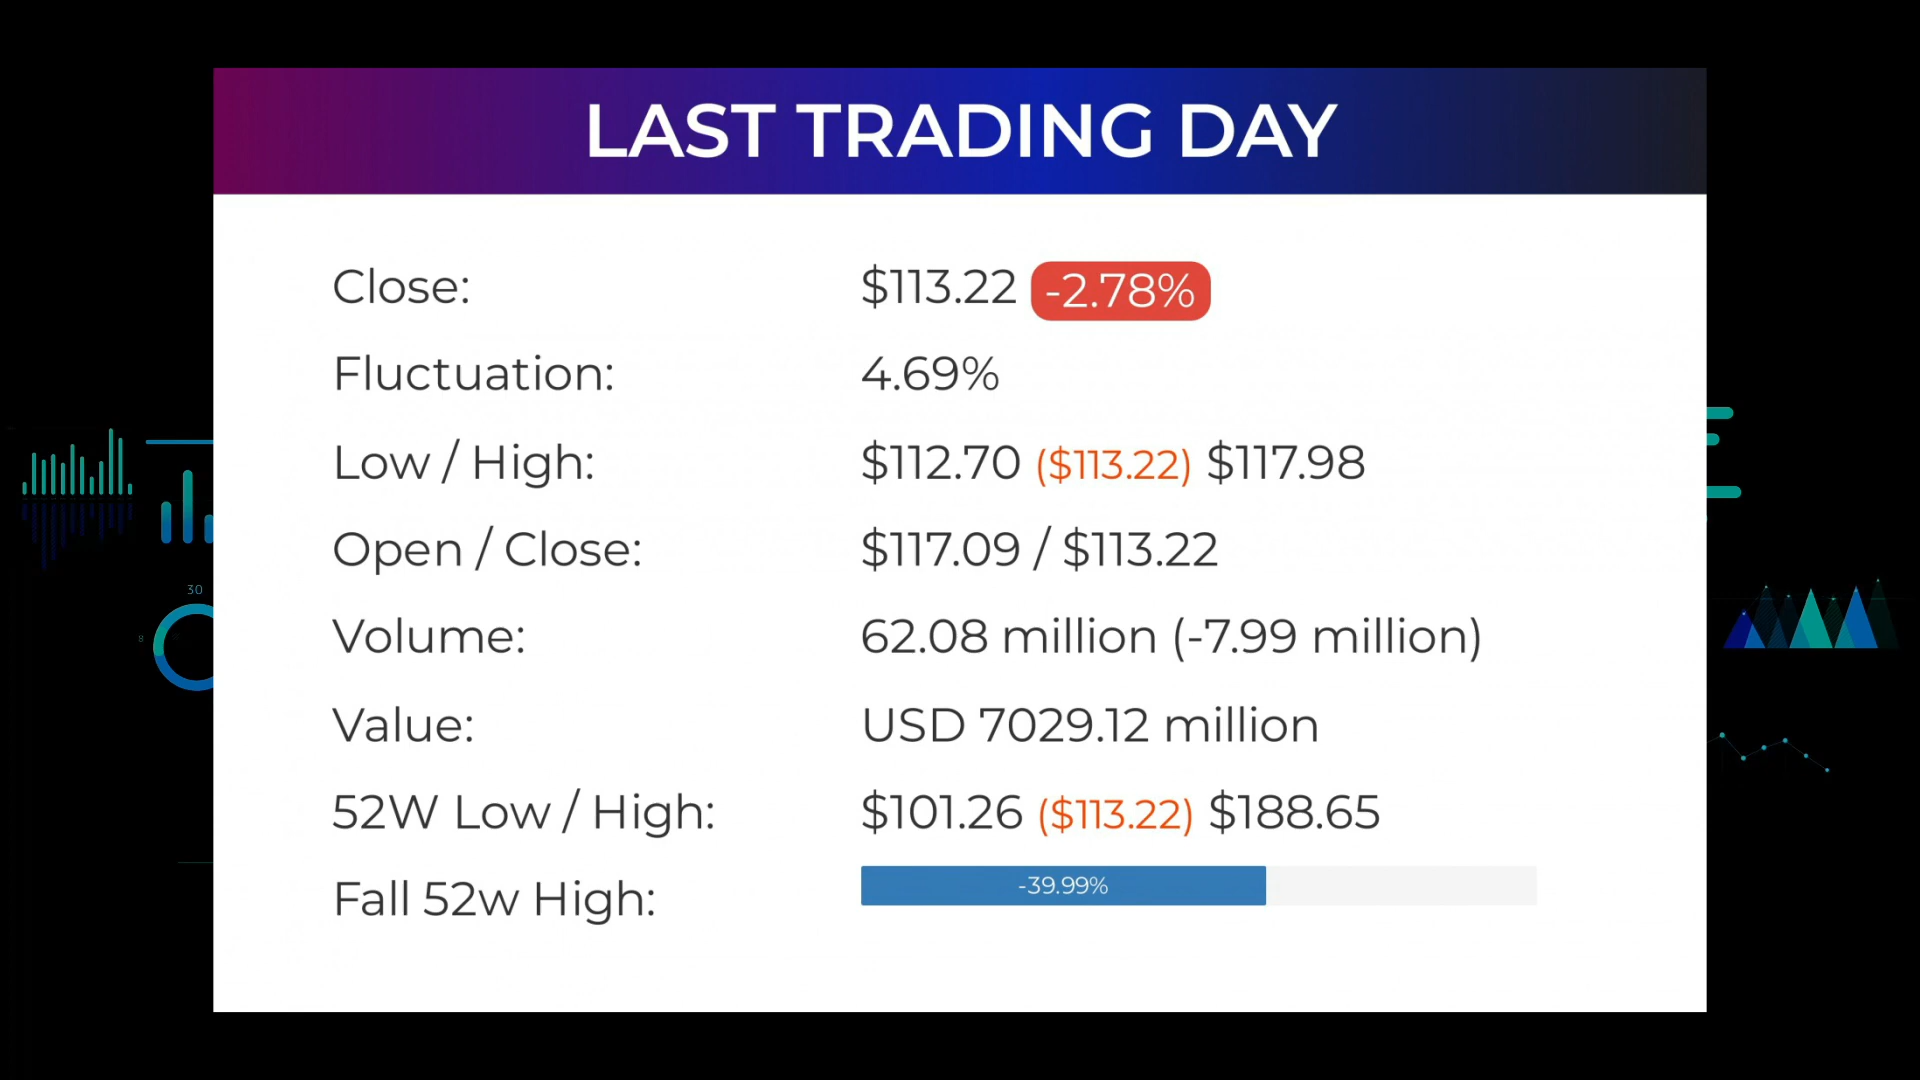 LAST TRADING DAY
Close: $113.22 -2.78%
Fluctuation: 4.69%
Low / High: $112.70 ($113.22) $117.98
Open / Close: $117.09 / $113.22
Volume: 62.08 million (-7.99 million)
Value: USD 7029.12 million
52W Low / High: $101.26 ($113.22) $188.65
Fall 52w High: -39.99%
30
8